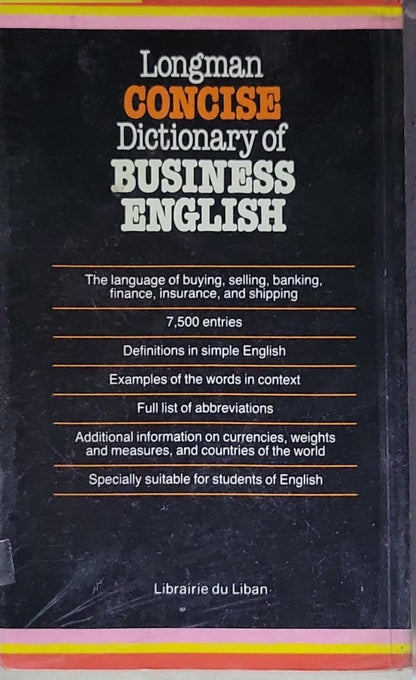 Longman
CONCISE
Dictionary of
BUSINESS
ENGLISH
The language of buying, selling, banking,
finance, insurance, and shipping
7,500 entries
Definitions in simple English
Examples of the words in context
Full list of abbreviations
Additional information on currencies, weights
and measures, and countries of the world
Specially suitable for students of English
Librairie du Liban